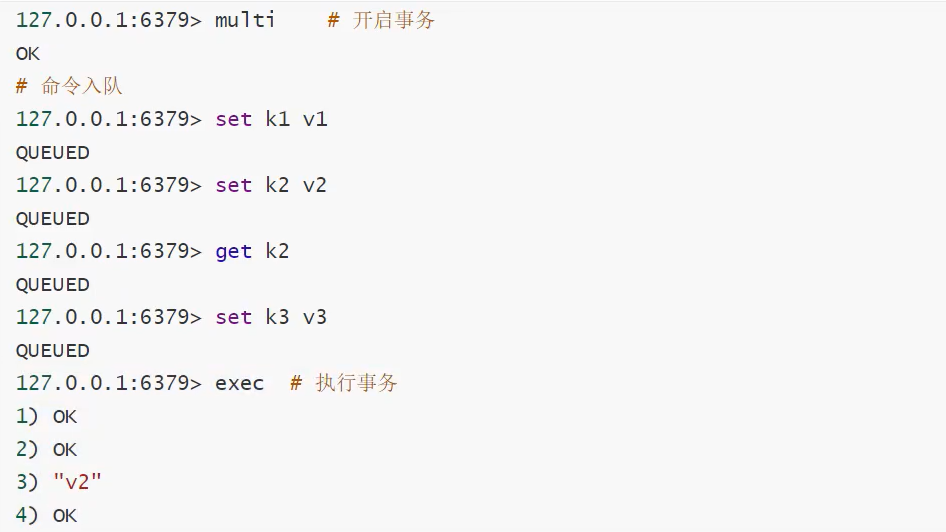 127.0.0.1:6379> multi    # 开启事务
OK
# 命令入队
127.0.0.1:6379> set k1 v1
QUEUED
127.0.0.1:6379> set k2 v2
QUEUED
127.0.0.1:6379> get k2
QUEUED
127.0.0.1:6379> set k3 v3
QUEUED
127.0.0.1:6379> exec  # 执行事务
1) OK
2) OK
3) "v2"
4) OK